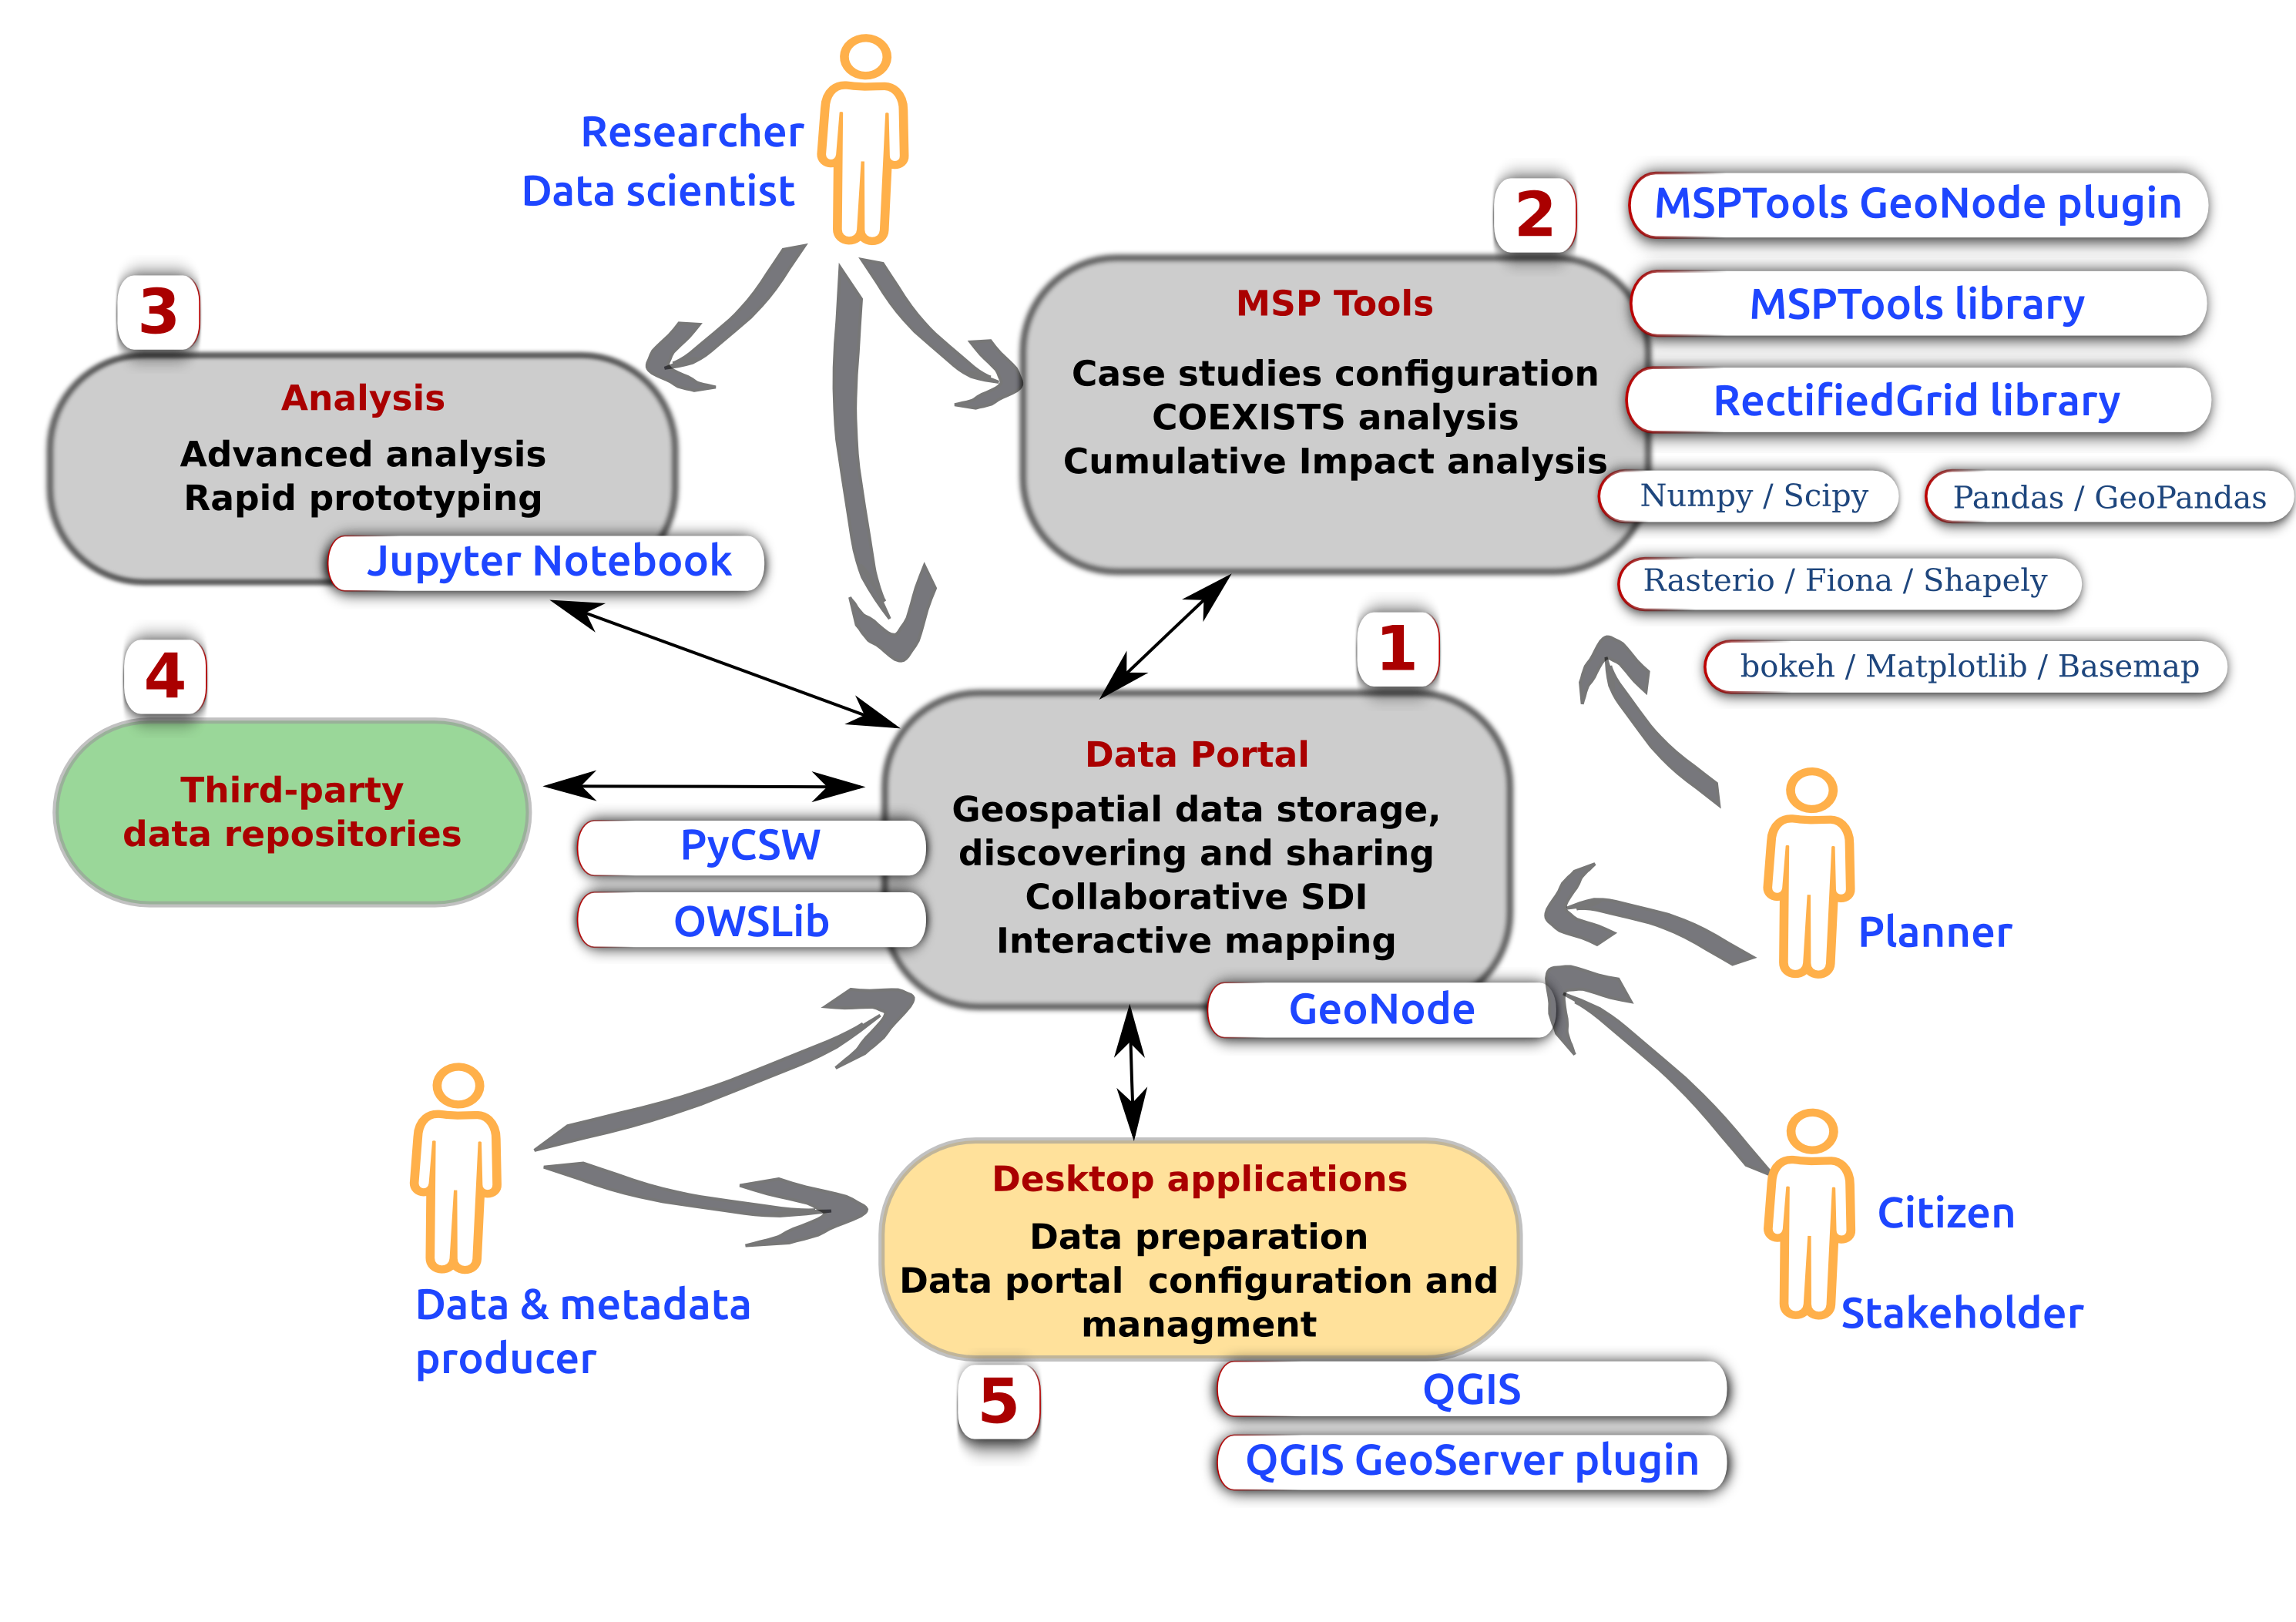 Researcher
Data scientist
2
MSPTools GeoNode plugin
MSPTools library
RectifiedGrid library
MSP Tools
Case studies configuration
COEXISTS analysis
Cumulative Impact analysis
Numpy / Scipy
Pandas / GeoPandas
Rasterio / Fiona / Shapely
bokeh / Matplotlib / Basemap
3
Analysis
Advanced analysis
Rapid prototyping
Jupyter Notebook
4
Third-party
data repositories
1
Data Portal
Geospatial data storage,
discovering and sharing
Collaborative SDI
Interactive mapping
PyCSW
OWSLib
GeoNode
Planner
Citizen
Stakeholder
Data & metadata
producer
Desktop applications
Data preparation
Data portal  configuration and
managment
5
QGIS
QGIS GeoServer plugin